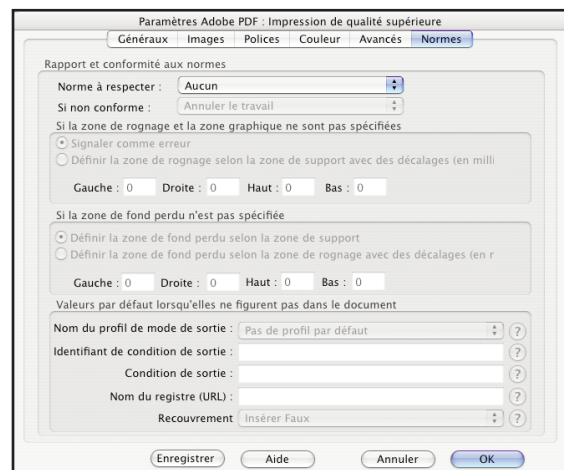 Paramètres Adobe PDF : Impression de qualité supérieure
Généraux Images Polices Couleur Avancés Normes
Rapport et conformité aux normes
Norme à respecter : Aucun
Si non conforme : Annuler le travail
Si la zone de rognage et la zone graphique ne sont pas spécifiées
Signaler comme erreur
Définir la zone de rognage selon la zone de support avec des décalages (en milli
Gauche : 0 Droite : 0 Haut : 0 Bas : 0
Si la zone de fond perdu n'est pas spécifiée
Définir la zone de fond perdu selon la zone de support
Définir la zone de fond perdu selon la zone de rognage avec des décalages (en r
Gauche : 0 Droite : 0 Haut : 0 Bas : 0
Valeurs par défaut lorsqu'elles ne figurent pas dans le document
Nom du profil de mode de sortie : Pas de profil par défaut ?
Identifiant de condition de sortie : ?
Condition de sortie : ?
Nom du registre (URL) : ?
Recouvrement Insérer Faux ?
Enregistrer Aide Annuler OK